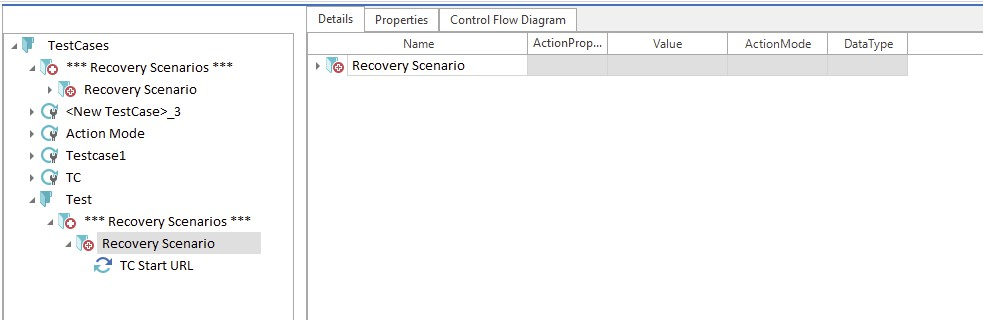 Details Properties Control Flow Diagram
TestCases
*** Recovery Scenarios ***
Recovery Scenario
<New TestCase>_3
Action Mode
Testcase1
TC
Test
*** Recovery Scenarios ***
Recovery Scenario
TC Start URL
Name ActionProp... Value ActionMode DataType
Recovery Scenario